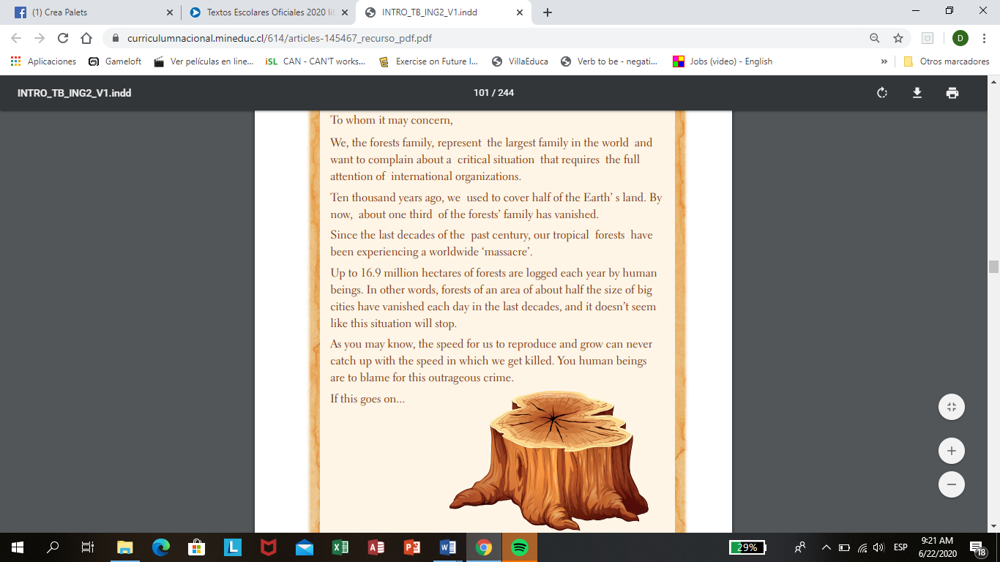 (1) Crea Palets
Textos Escolares Oficiales 2020 lib
INTRO_TB_ING2_V1.indd
curriculumnacional.mineduc.cl/614/articles-145467_recurso_pdf.pdf
D
Aplicaciones
Gameloft
Ver películas en line...
iSL
CAN - CAN'T works...
Exercise on Future I...
VillaEduca
Verb to be - negati...
Jobs (video) - English
»
Otros marcadores
INTRO_TB_ING2_V1.indd
101 / 244
To whom it may concern,
We, the forests family, represent the largest family in the world and
want to complain about a critical situation that requires the full
attention of international organizations.
Ten thousand years ago, we used to cover half of the Earth' s land. By
now, about one third of the forests' family has vanished.
Since the last decades of the past century, our tropical forests have
been experiencing a worldwide 'massacre'.
Up to 16.9 million hectares of forests are logged each year by human
beings. In other words, forests of an area of about half the size of big
cities have vanished each day in the last decades, and it doesn't seem
like this situation will stop.
As you may know, the speed for us to reproduce and grow can never
catch up with the speed in which we get killed. You human beings
are to blame for this outrageous crime.
If this goes on...
29%
ESP
9:21 AM
6/22/2020
18